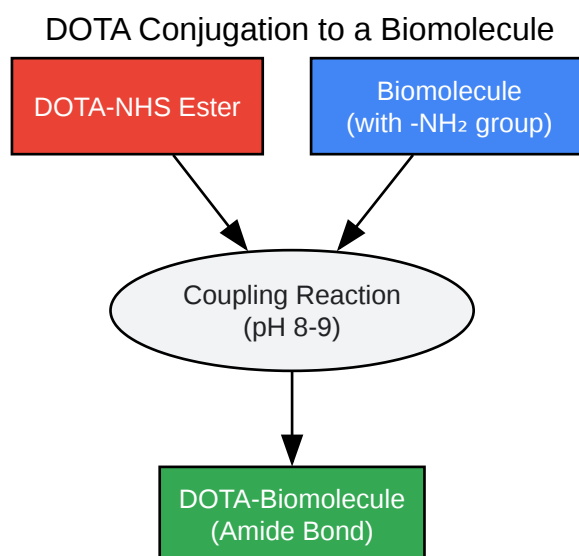 DOTA Conjugation to a Biomolecule
DOTA-NHS Ester
Biomolecule
(with -NH₂ group)
Coupling Reaction
(pH 8-9)
DOTA-Biomolecule
(Amide Bond)